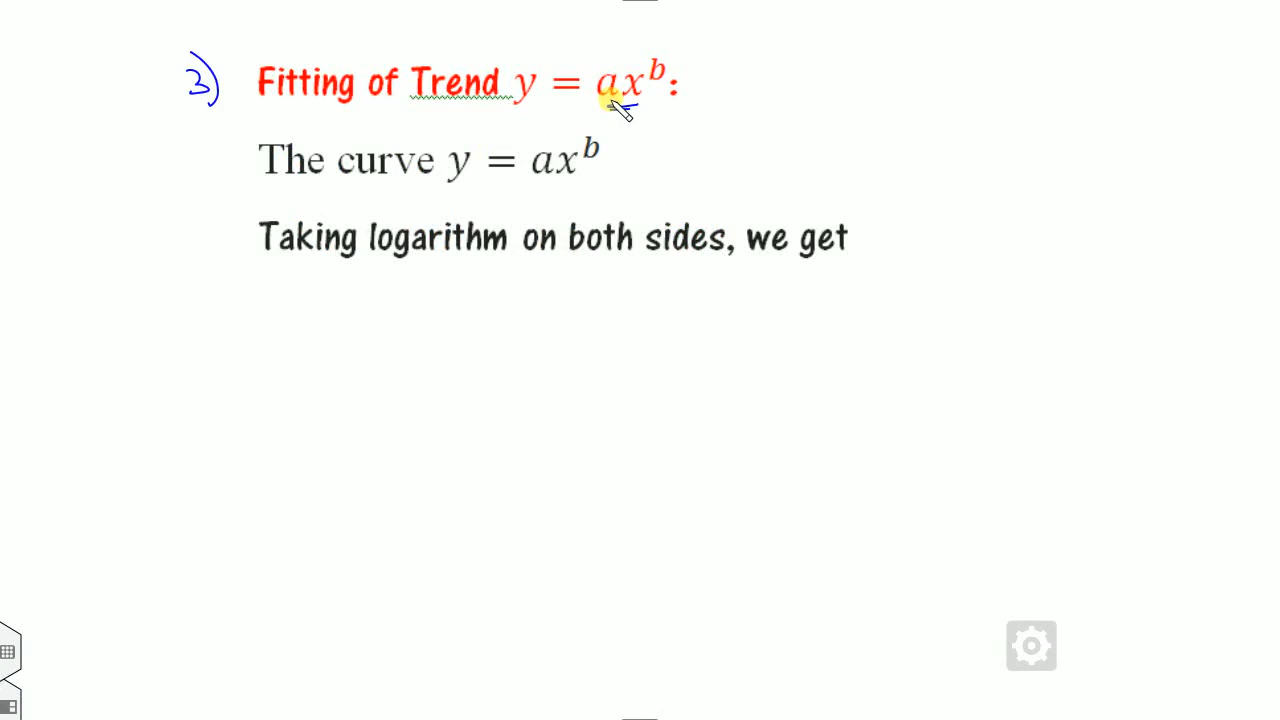 3) Fitting of Trend y = ax^b:
The curve y = ax^b
Taking logarithm on both sides, we get